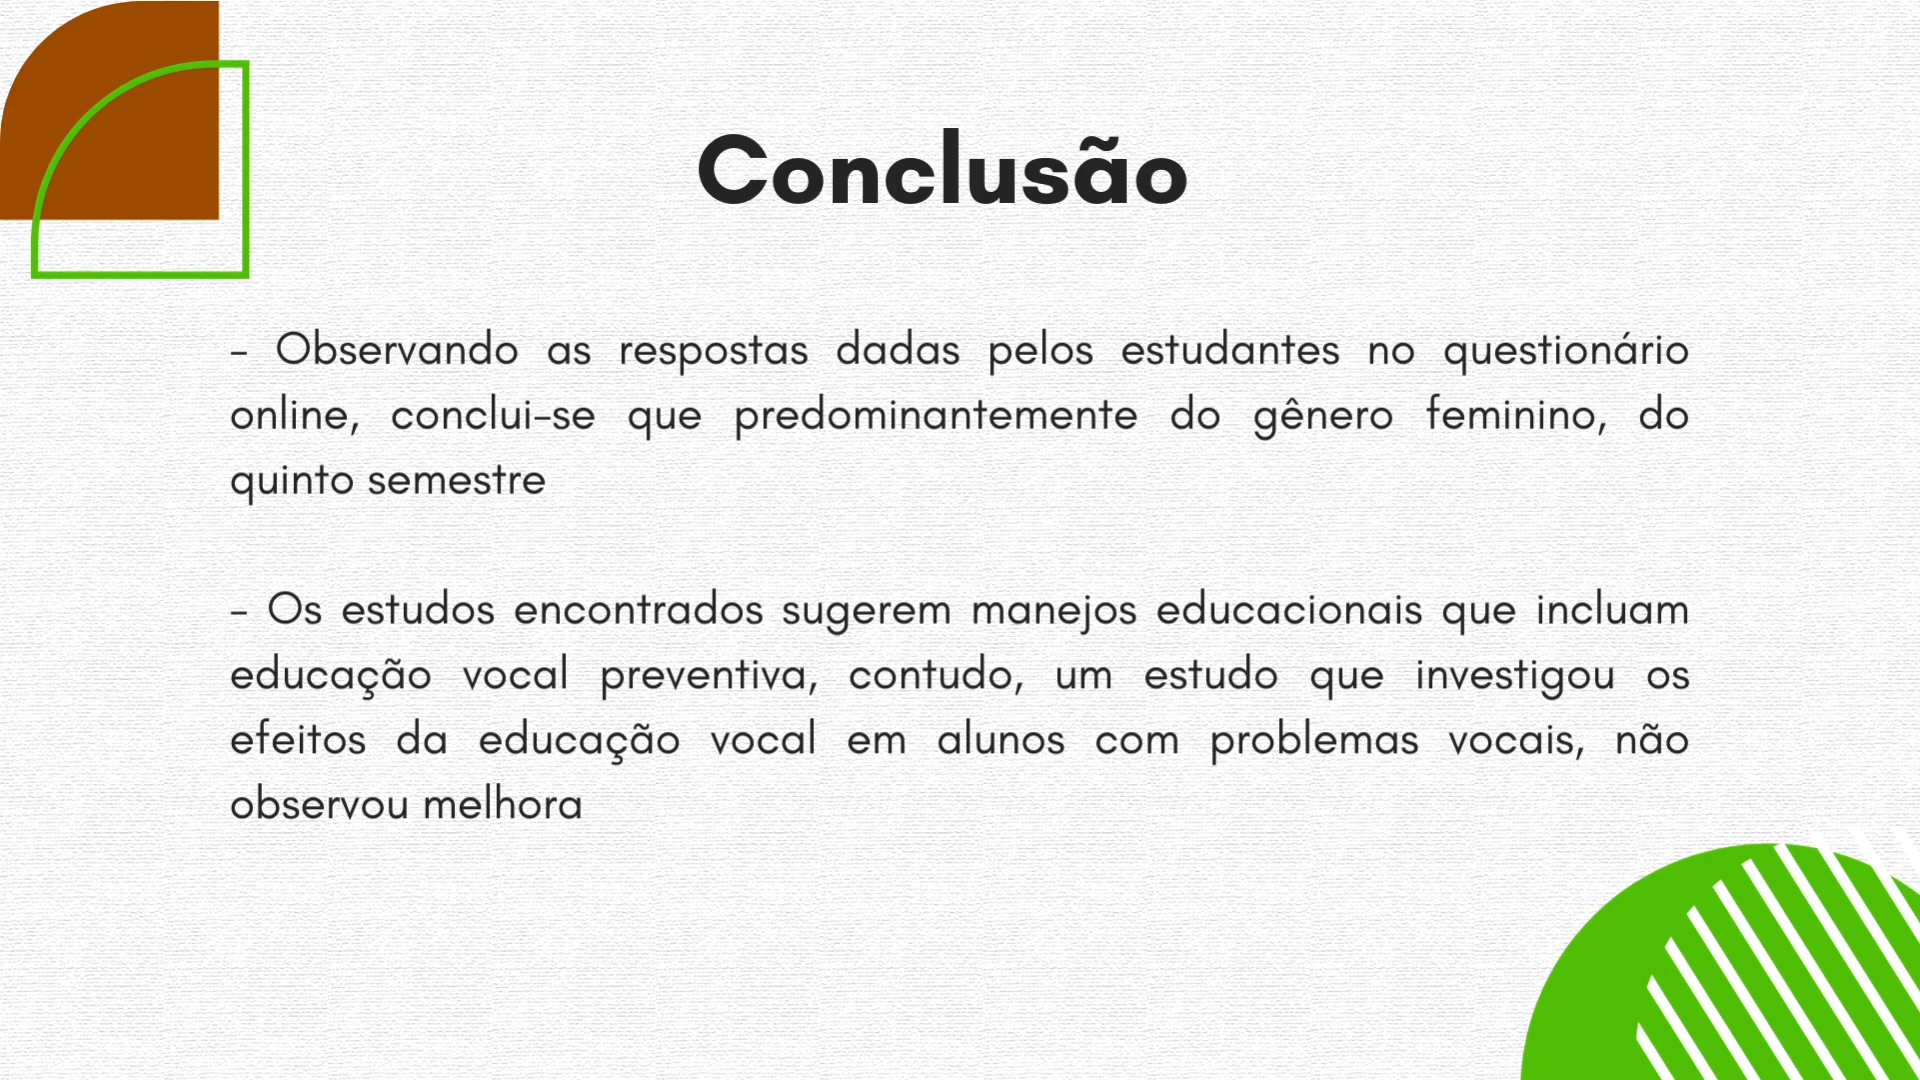 Conclusão
- Observando as respostas dadas pelos estudantes no questionário
online, conclui-se que predominantemente do gênero feminino, do
quinto semestre
- Os estudos encontrados sugerem manejos educacionais que incluam
educação vocal preventiva, contudo, um estudo que investigou os
efeitos da educação vocal em alunos com problemas vocais, não
observou melhora